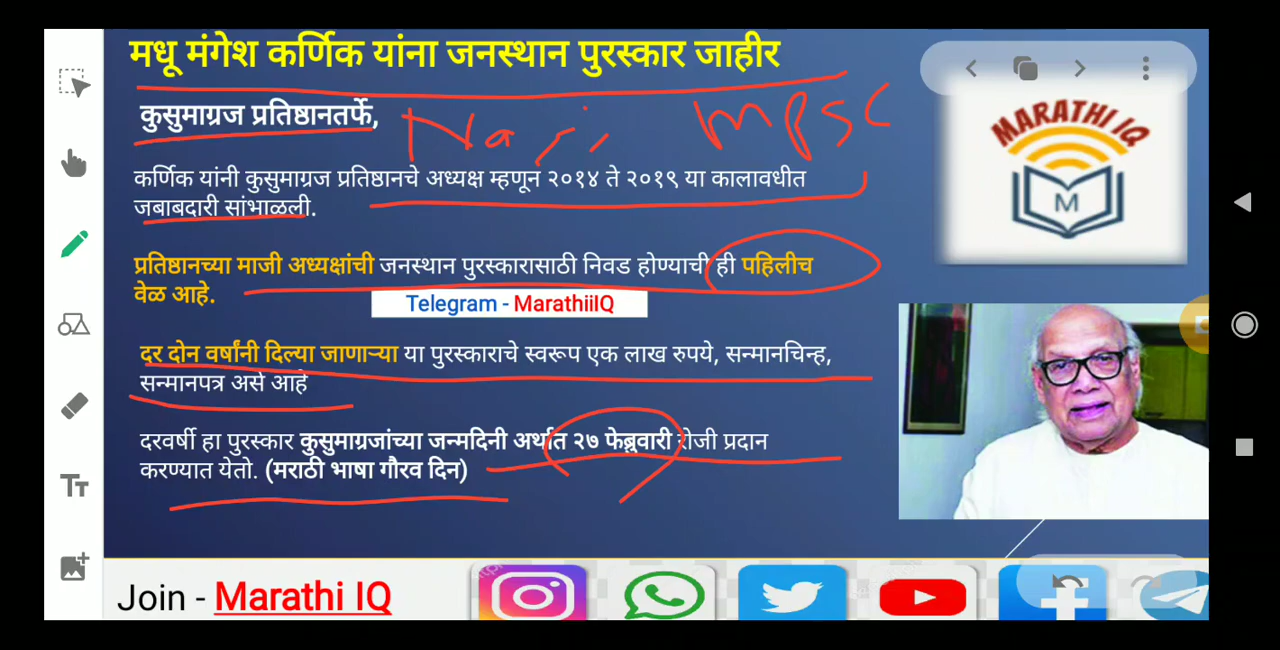 मधू मंगेश कर्णिक यांना जनस्थान पुरस्कार जाहीर
कुसुमाग्रज प्रतिष्ठानतर्फे,
MPSC
कर्णिक यांनी कुसुमाग्रज प्रतिष्ठानचे अध्यक्ष म्हणून २०१४ ते २०१९ या कालावधीत
जबाबदारी सांभाळली.
प्रतिष्ठानच्या माजी अध्यक्षांची जनस्थान पुरस्कारासाठी निवड होण्याची ही पहिलीच
वेळ आहे.
Telegram - MarathiiIQ
दर दोन वर्षांनी दिल्या जाणाऱ्या या पुरस्काराचे स्वरूप एक लाख रुपये, सन्मानचिन्ह,
सन्मानपत्र असे आहे
दरवर्षी हा पुरस्कार कुसुमाग्रजांच्या जन्मदिनी अर्थात २७ फेब्रुवारी रोजी प्रदान
करण्यात येतो. (मराठी भाषा गौरव दिन)
MARATHI IQ
M
Tт
Join - Marathi IQ